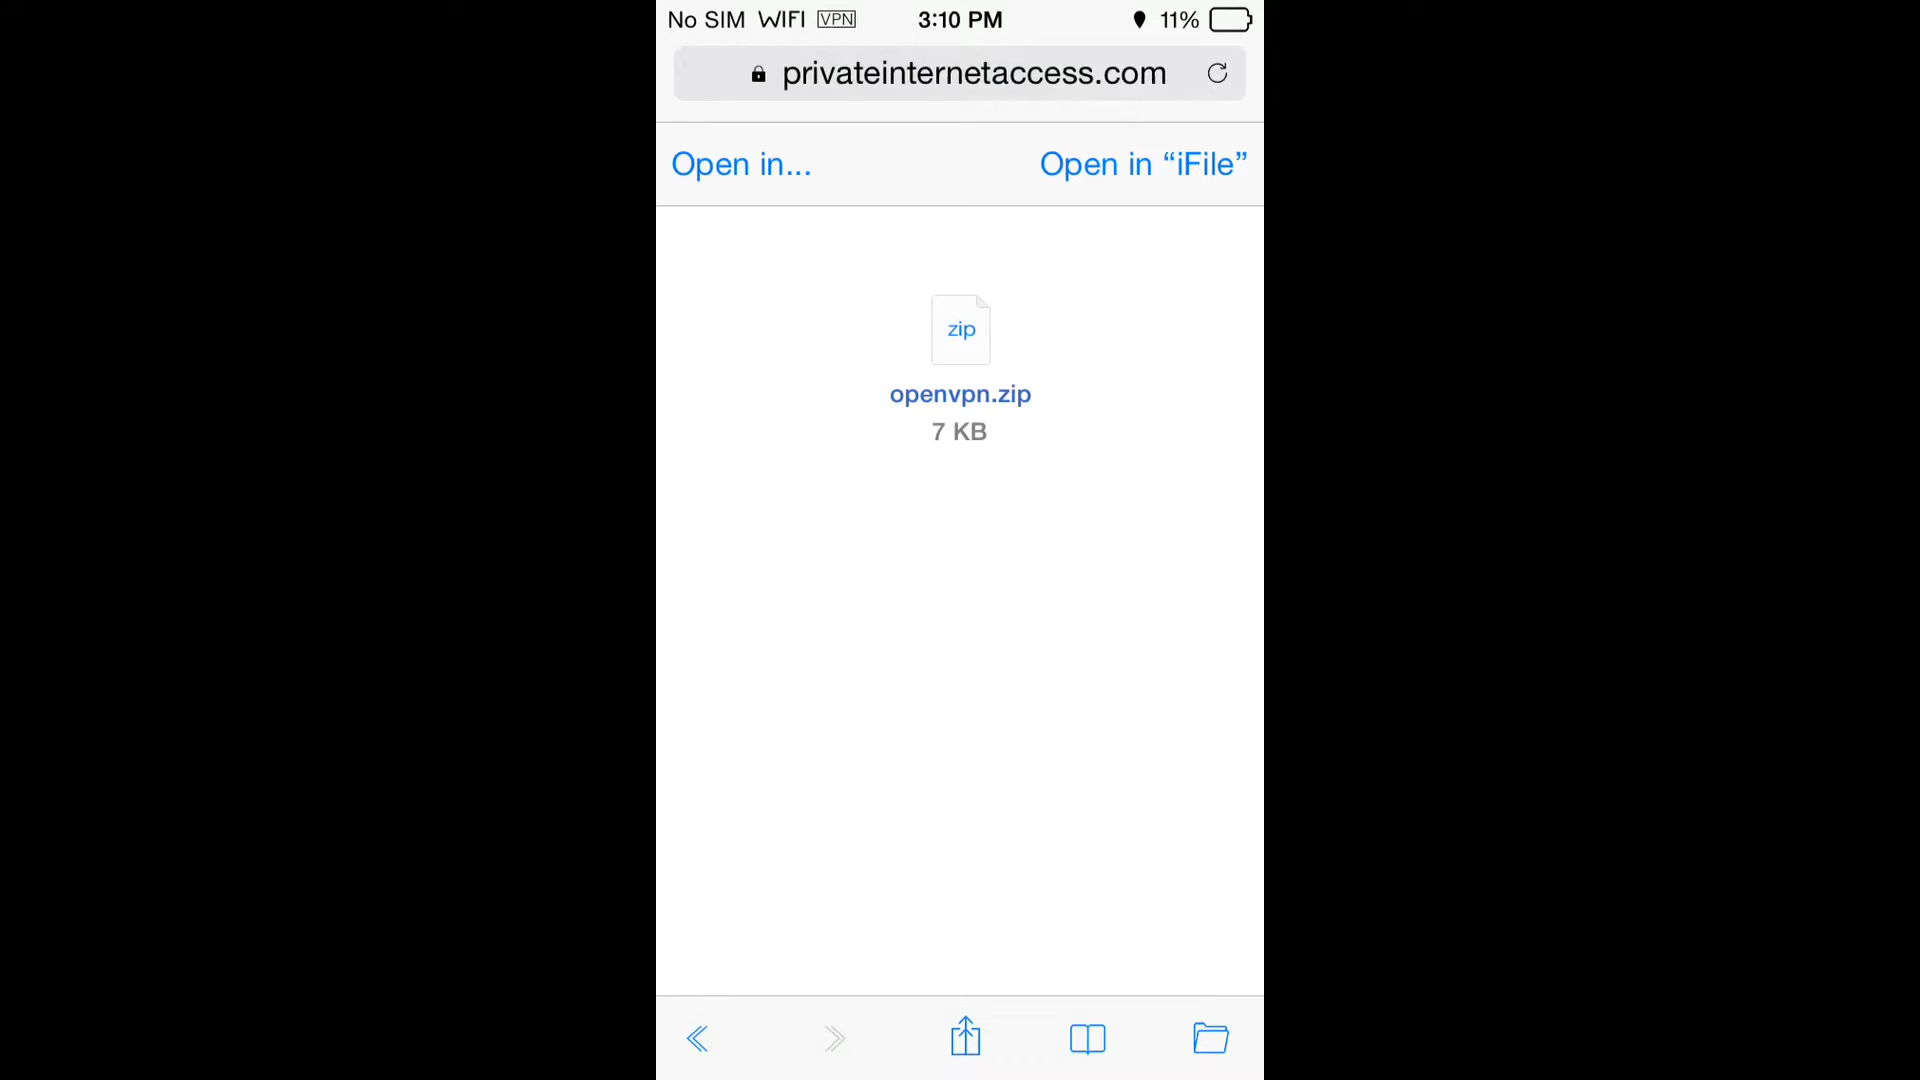 No SIM WIFI VPN 3:10 PM 11%
privateinternetaccess.com
Open in... Open in “iFile”
zip
openvpn.zip
7 KB